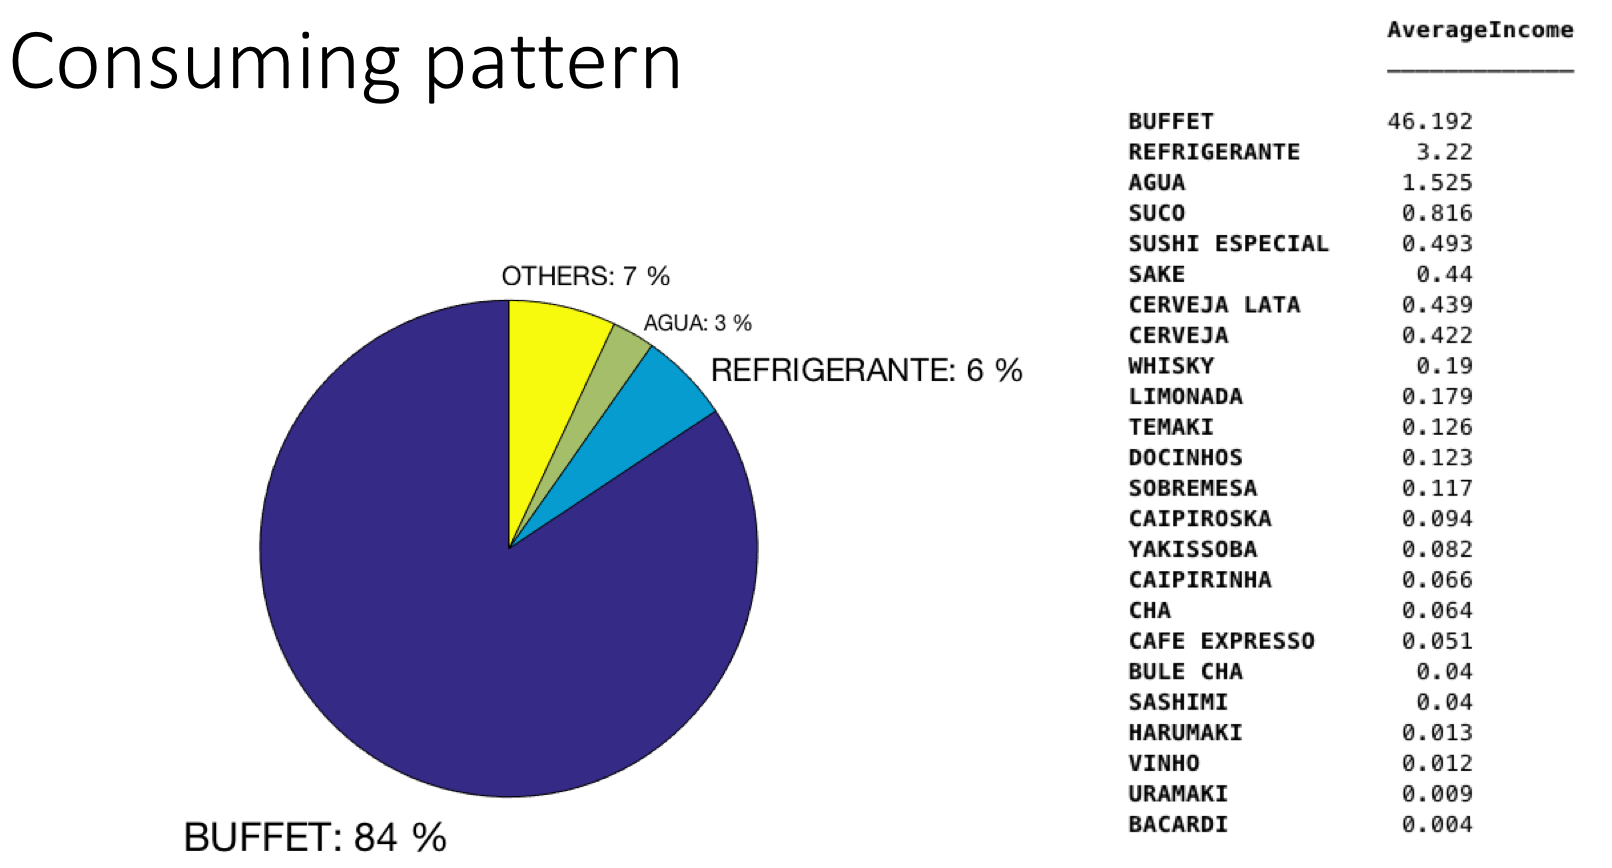 Consuming pattern
OTHERS: 7 %
AGUA: 3 %
REFRIGERANTE: 6 %
BUFFET: 84 %
AverageIncome
_____________
BUFFET 46.192
REFRIGERANTE 3.22
AGUA 1.525
SUCO 0.816
SUSHI ESPECIAL 0.493
SAKE 0.44
CERVEJA LATA 0.439
CERVEJA 0.422
WHISKY 0.19
LIMONADA 0.179
TEMAKI 0.126
DOCINHOS 0.123
SOBREMESA 0.117
CAIPIROSKA 0.094
YAKISSOBA 0.082
CAIPIRINHA 0.066
CHA 0.064
CAFE EXPRESSO 0.051
BULE CHA 0.04
SASHIMI 0.04
HARUMAKI 0.013
VINHO 0.012
URAMAKI 0.009
BACARDI 0.004